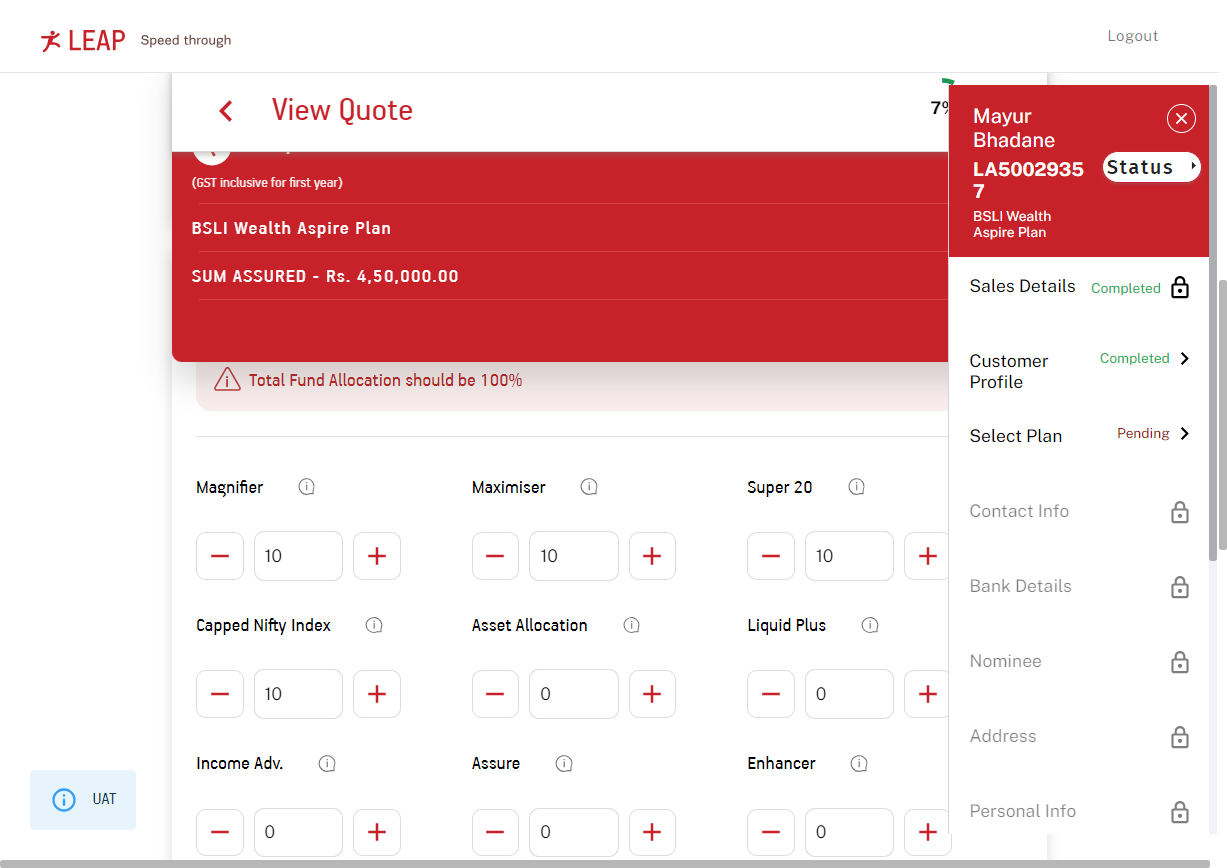 LEAP Speed through
Logout
View Quote
7%
(GST inclusive for first year)
BSLI Wealth Aspire Plan
SUM ASSURED - Rs. 4,50,000.00
Total Fund Allocation should be 100%
Magnifier
Maximiser
Super 20
10
10
10
Capped Nifty Index
Asset Allocation
Liquid Plus
10
0
0
Income Adv.
Assure
Enhancer
0
0
0
UAT
Mayur
Bhadane
LA5002935
7
BSLI Wealth
Aspire Plan
Status
Sales Details Completed
Customer
Profile
Completed
Select Plan Pending
Contact Info
Bank Details
Nominee
Address
Personal Info